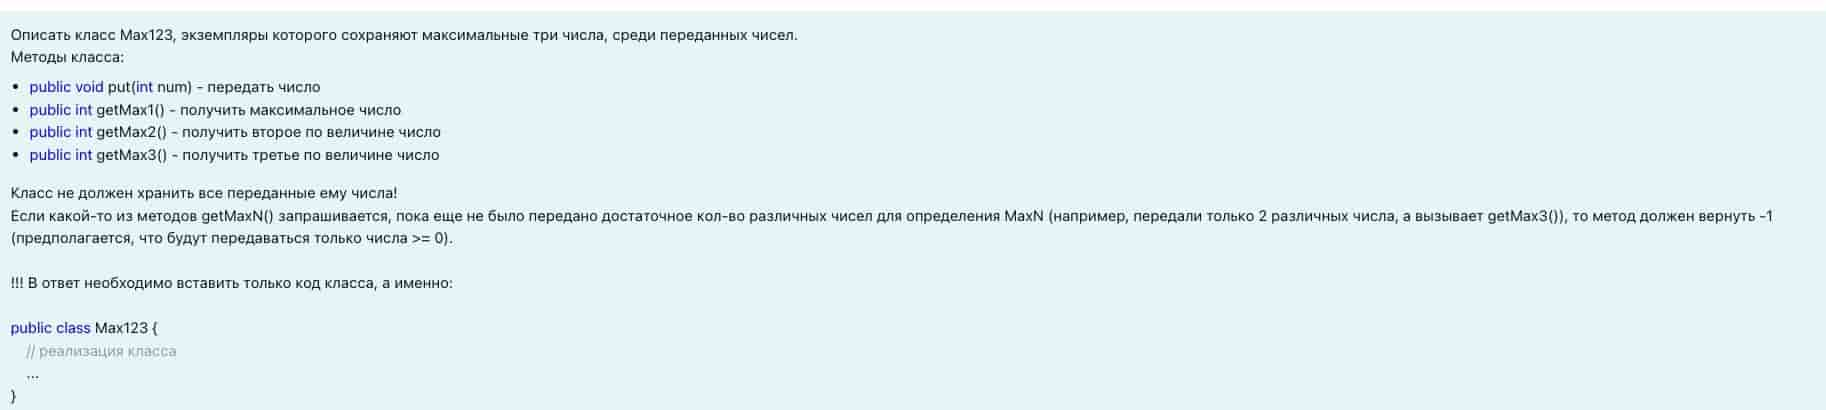 Описать класс Max123, экземпляры которого сохраняют максимальные три числа, среди переданных чисел.
Методы класса:
• public void put(int num) - передать число
• public int getMax1() - получить максимальное число
• public int getMax2() - получить второе по величине число
• public int getMax3() - получить третье по величине число
Класс не должен хранить все переданные ему числа!
Если какой-то из методов getMaxN() запрашивается, пока еще не было передано достаточное кол-во различных чисел для определения MaxN (например, передали только 2 различных числа, а вызывает getMax3()), то метод должен вернуть -1
(предполагается, что будут передаваться только числа >= 0).
!!! В ответ необходимо вставить только код класса, а именно:
public class Max123 {
// реализация класса
...
}